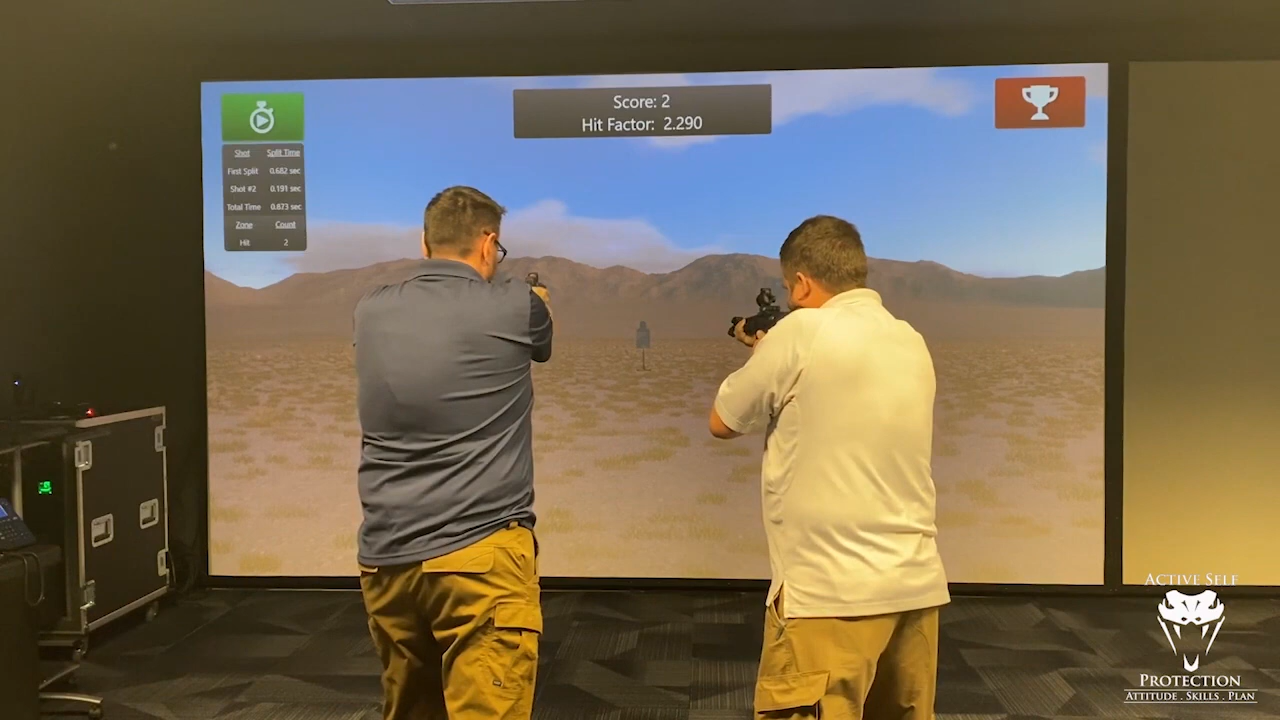 Score: 2
Hit Factor: 2.290
Shot Split Time
First Split 0.682 sec
Shot #2 0.191 sec
Total Time 0.873 sec
Zone Count
Hit 2
ACTIVE SELF
PROTECTION
ATTITUDE . SKILLS . PLAN